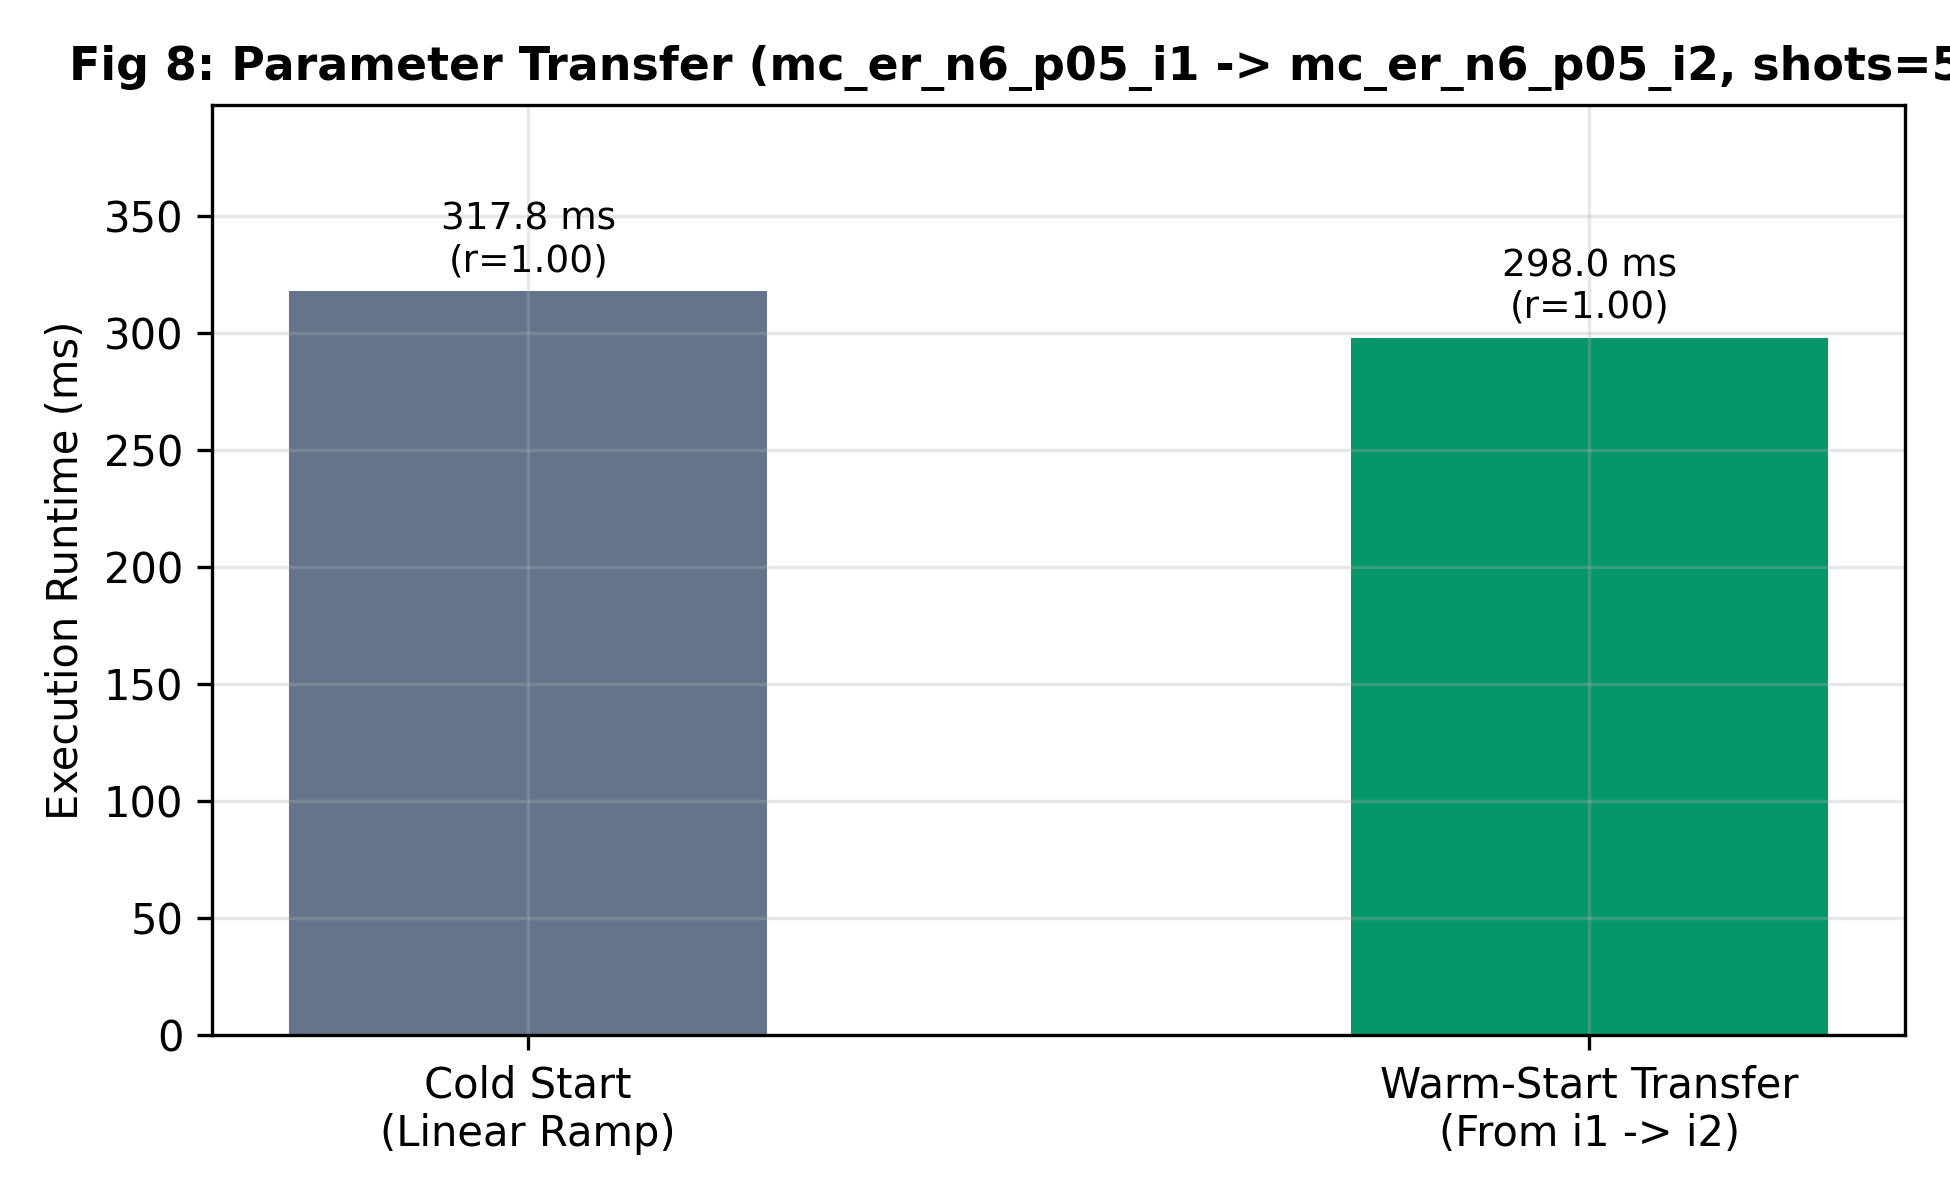 Fig 8: Parameter Transfer (mc_er_n6_p05_i1 -> mc_er_n6_p05_i2, shots=5
350
300
250
200
150
100
50
0
Execution Runtime (ms)
317.8 ms
(r=1.00)
298.0 ms
(r=1.00)
Cold Start
(Linear Ramp)
Warm-Start Transfer
(From i1 -> i2)